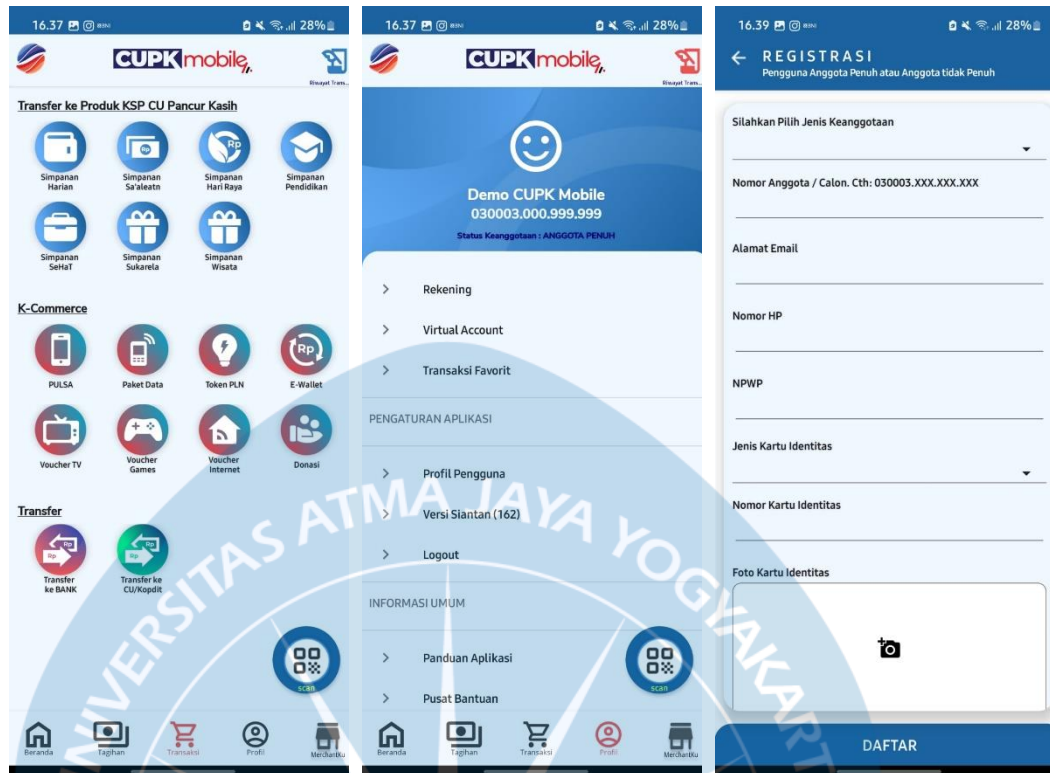 16.37
28%
CUPK mobile
Riwayat Trans..
Transfer ke Produk KSP CU Pancur Kasih
Simpanan
Harian
Simpanan
Sa'aleatn
Simpanan
Hari Raya
Simpanan
Pendidikan
Simpanan
SeHaT
Simpanan
Sukarela
Simpanan
Wisata
K-Commerce
PULSA
Paket Data
Token PLN
E-Wallet
Voucher TV
Voucher
Games
Voucher
Internet
Donasi
Transfer
Transfer
ke BANK
Transfer ke
CU/Kopdit
scan
Beranda
Tagihan
Transaksi
Profil
MerchantKu
16.37
28%
CUPK mobile
Riwayat Trans..
Demo CUPK Mobile
030003.000.999.999
Status Keanggotaan : ANGGOTA PENUH
Rekening
Virtual Account
Transaksi Favorit
PENGATURAN APLIKASI
Profil Pengguna
Versi Siantan (162)
Logout
INFORMASI UMUM
Panduan Aplikasi
Pusat Bantuan
scan
Beranda
Tagihan
Transaksi
Profil
MerchantKu
16.39
28%
REGISTRASI
Pengguna Anggota Penuh atau Anggota tidak Penuh
Silahkan Pilih Jenis Keanggotaan
Nomor Anggota / Calon. Cth: 030003.XXX.XXX.XXX
Alamat Email
Nomor HP
NPWP
Jenis Kartu Identitas
Nomor Kartu Identitas
Foto Kartu Identitas
DAFTAR
UNIVERSITAS ATMA JAYA YOGYAKART